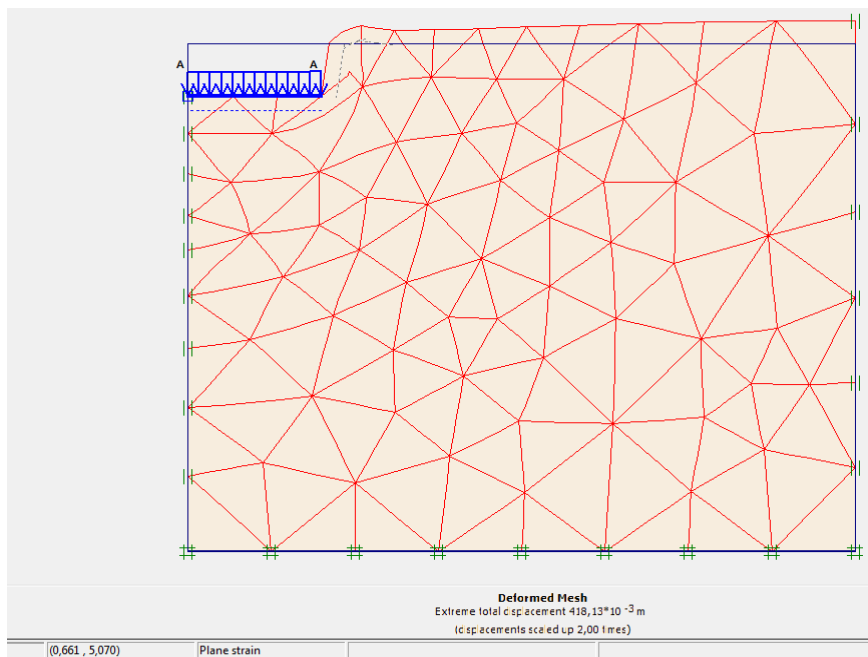 A A
Deformed Mesh
Extreme total displacement 418,13*10 -3 m
(displacements scaled up 2,00 times)
(0,661 , 5,070) Plane strain